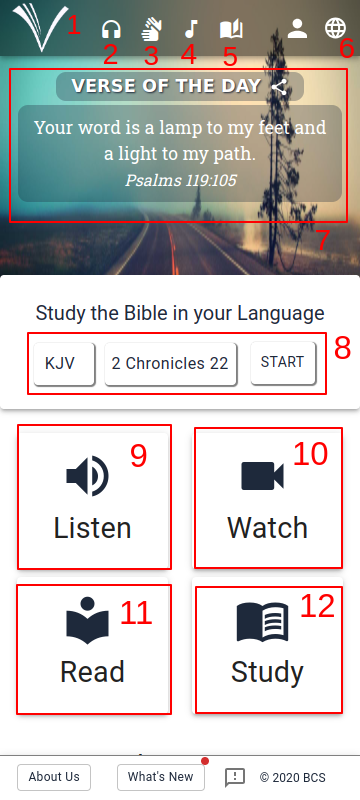 1
2
3
4
5
6
VERSE OF THE DAY
Your word is a lamp to my feet and
a light to my path.
Psalms 119:105
7
Study the Bible in your Language
KJV
2 Chronicles 22
START
8
9
10
Listen
Watch
11
12
Read
Study
About Us
What's New
© 2020 BCS